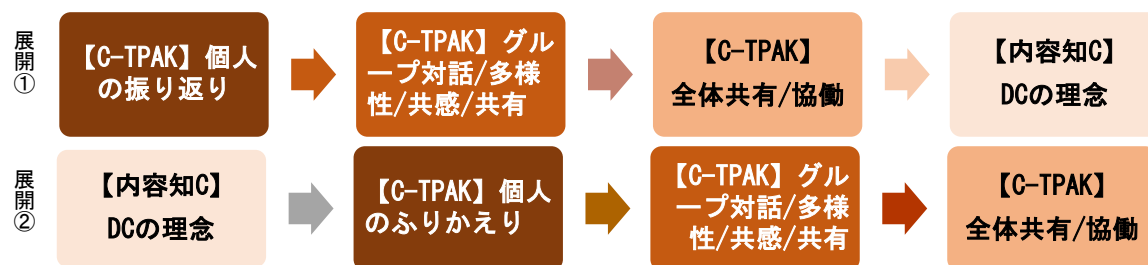 展開①
【C-TPAK】個人
の振り返り
【C-TPAK】グル
ープ対話/多様
性/共感/共有
【C-TPAK】
全体共有/協働
【内容知C】
DCの理念
展開②
【内容知C】
DCの理念
【C-TPAK】個人
のふりかえり
【C-TPAK】グル
ープ対話/多様
性/共感/共有
【C-TPAK】
全体共有/協働